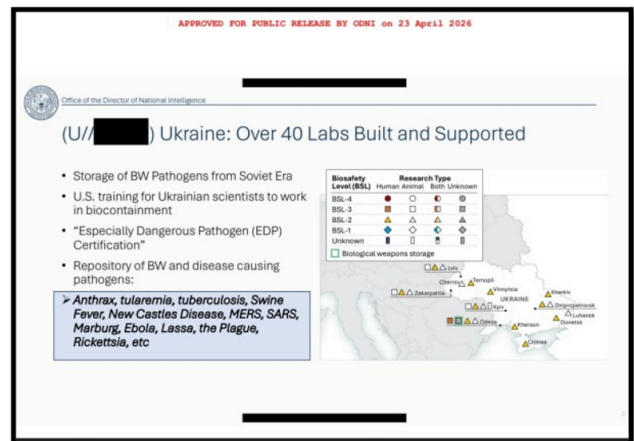 APPROVED FOR PUBLIC RELEASE BY ODNI on 23 April 2026
Office of the Director of National Intelligence
(U// ) Ukraine: Over 40 Labs Built and Supported
• Storage of BW Pathogens from Soviet Era
• U.S. training for Ukrainian scientists to work
in biocontainment
• “Especially Dangerous Pathogen (EDP)
Certification”
• Repository of BW and disease causing
pathogens:
➢ Anthrax, tularemia, tuberculosis, Swine
Fever, New Castles Disease, MERS, SARS,
Marburg, Ebola, Lassa, the Plague,
Rickettsia, etc
Biosafety Research Type
Level (BSL) Human Animal Both Unknown
BSL-4
BSL-3
BSL-2
BSL-1
Unknown
Biological weapons storage
Lviv
Ternopil
Zakarpattia
Vinnytsia
Kharkiv
UKRAINE
Kyiv
Dnipropetrovsk
Luhansk
Donetsk
Odesa
Kherson
Crimea
2